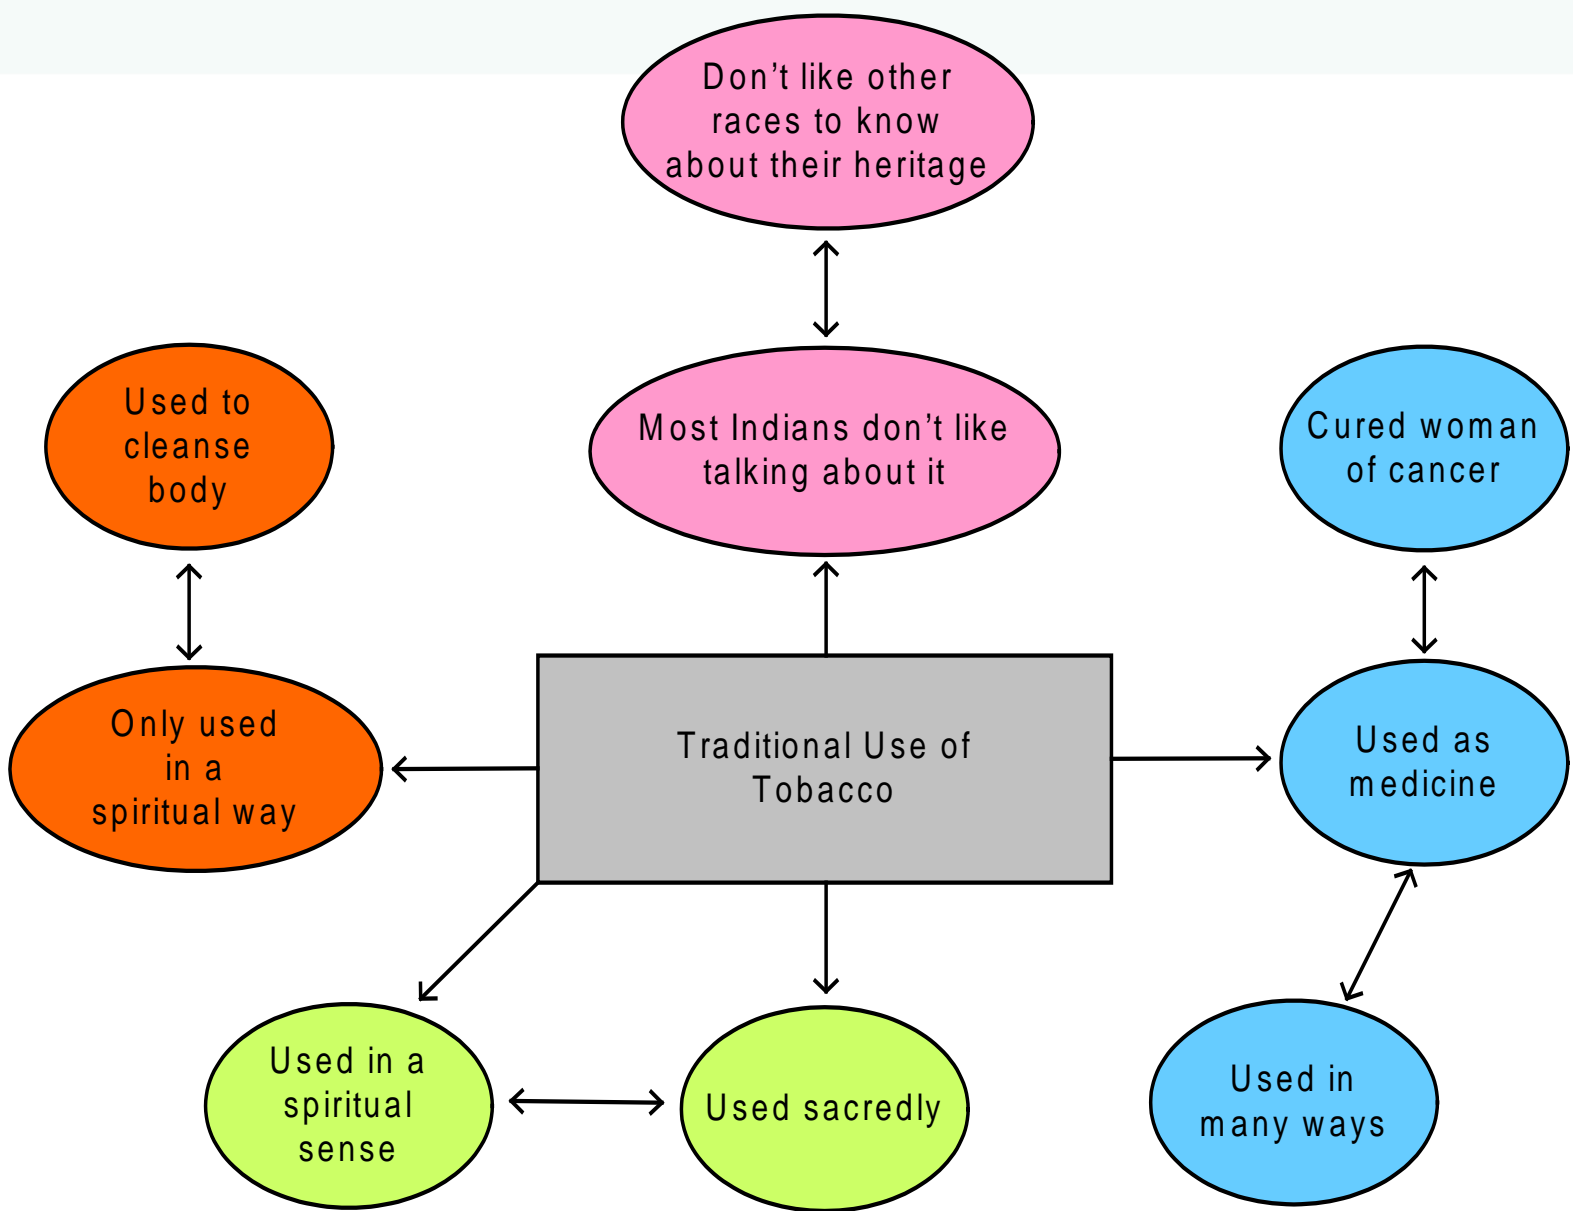 Don’t like other
races to know
about their heritage
Used to
cleanse
body
Most Indians don’t like
talking about it
Cured woman
of cancer
Only used
in a
spiritual way
Traditional Use of
Tobacco
Used as
medicine
Used in a
spiritual
sense
Used sacredly
Used in
many ways